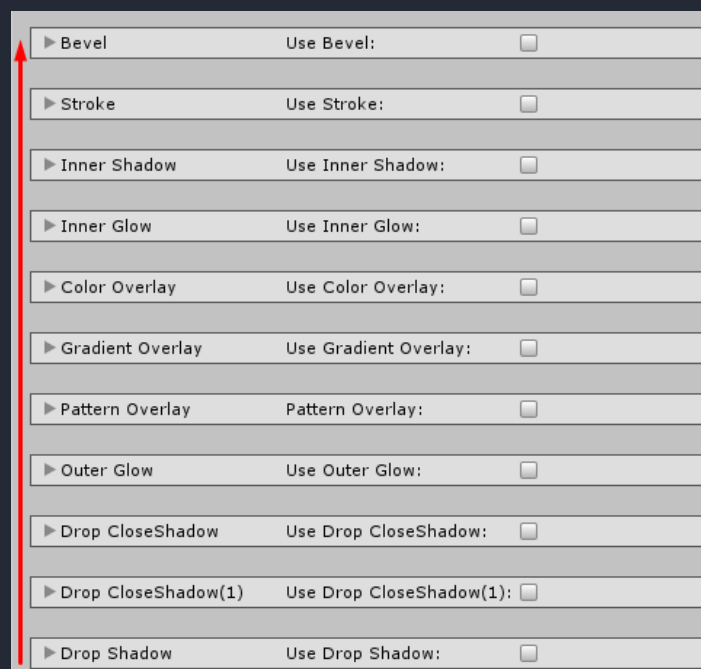 Bevel Use Bevel:
Stroke Use Stroke:
Inner Shadow Use Inner Shadow:
Inner Glow Use Inner Glow:
Color Overlay Use Color Overlay:
Gradient Overlay Use Gradient Overlay:
Pattern Overlay Pattern Overlay:
Outer Glow Use Outer Glow:
Drop CloseShadow Use Drop CloseShadow:
Drop CloseShadow(1) Use Drop CloseShadow(1):
Drop Shadow Use Drop Shadow: